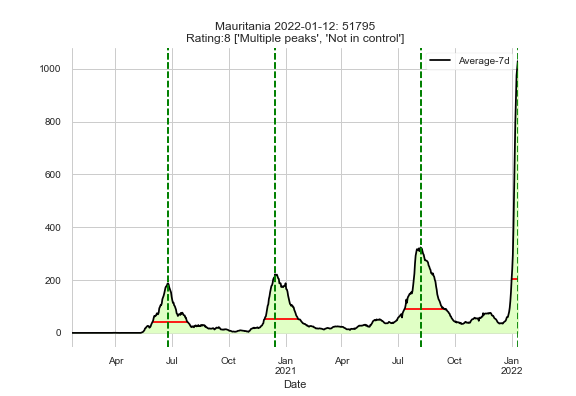 Mauritania 2022-01-12: 51795
Rating:8 ['Multiple peaks', 'Not in control']
Average-7d
1000
800
600
400
200
0
Apr Jul Oct Jan Apr Jul Oct Jan
2021 2022
Date